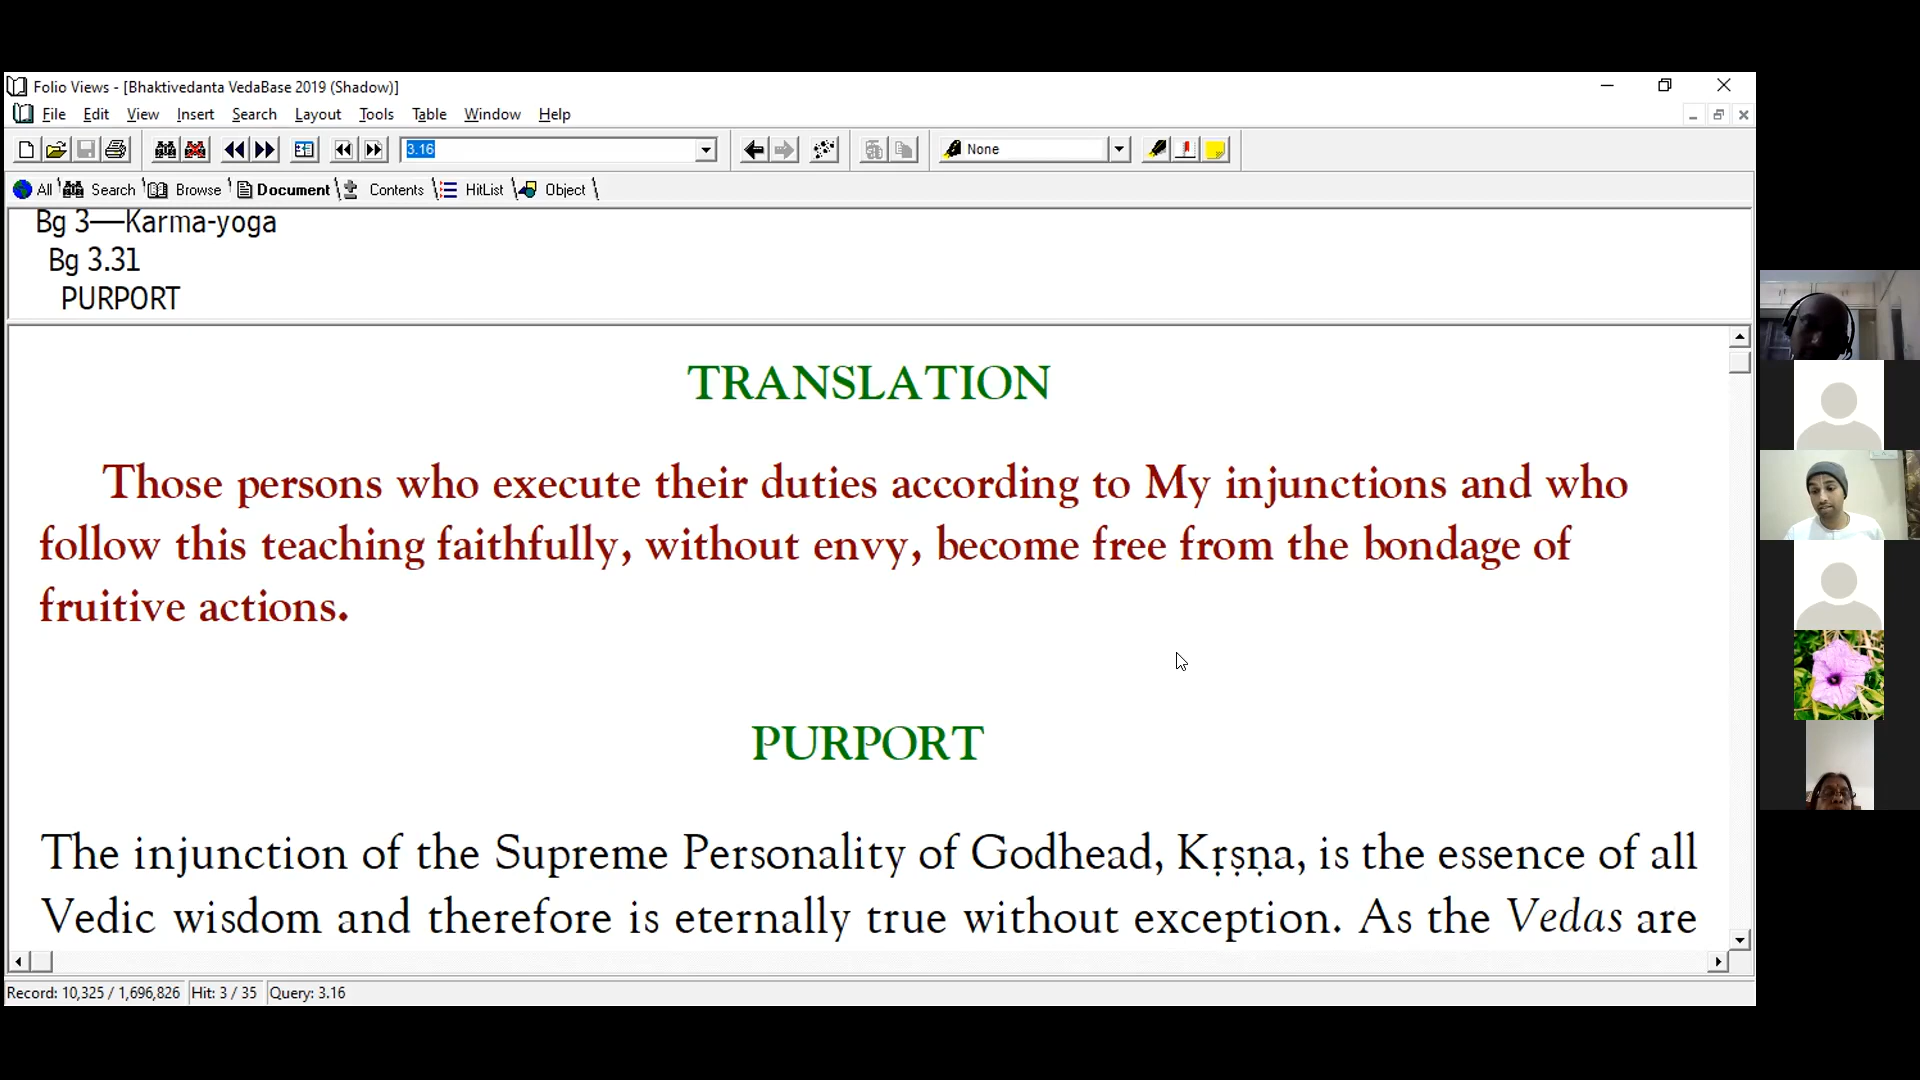 Folio Views - [Bhaktivedanta VedaBase 2019 (Shadow)]
File Edit View Insert Search Layout Tools Table Window Help
3.16 None
All Search Browse Document Contents HitList Object
Bg 3—Karma-yoga
Bg 3.31
PURPORT
TRANSLATION
Those persons who execute their duties according to My injunctions and who
follow this teaching faithfully, without envy, become free from the bondage of
fruitive actions.
PURPORT
The injunction of the Supreme Personality of Godhead, Kṛṣṇa, is the essence of all
Vedic wisdom and therefore is eternally true without exception. As the Vedas are
Record: 10,325 / 1,696,826 Hit: 3 / 35 Query: 3.16